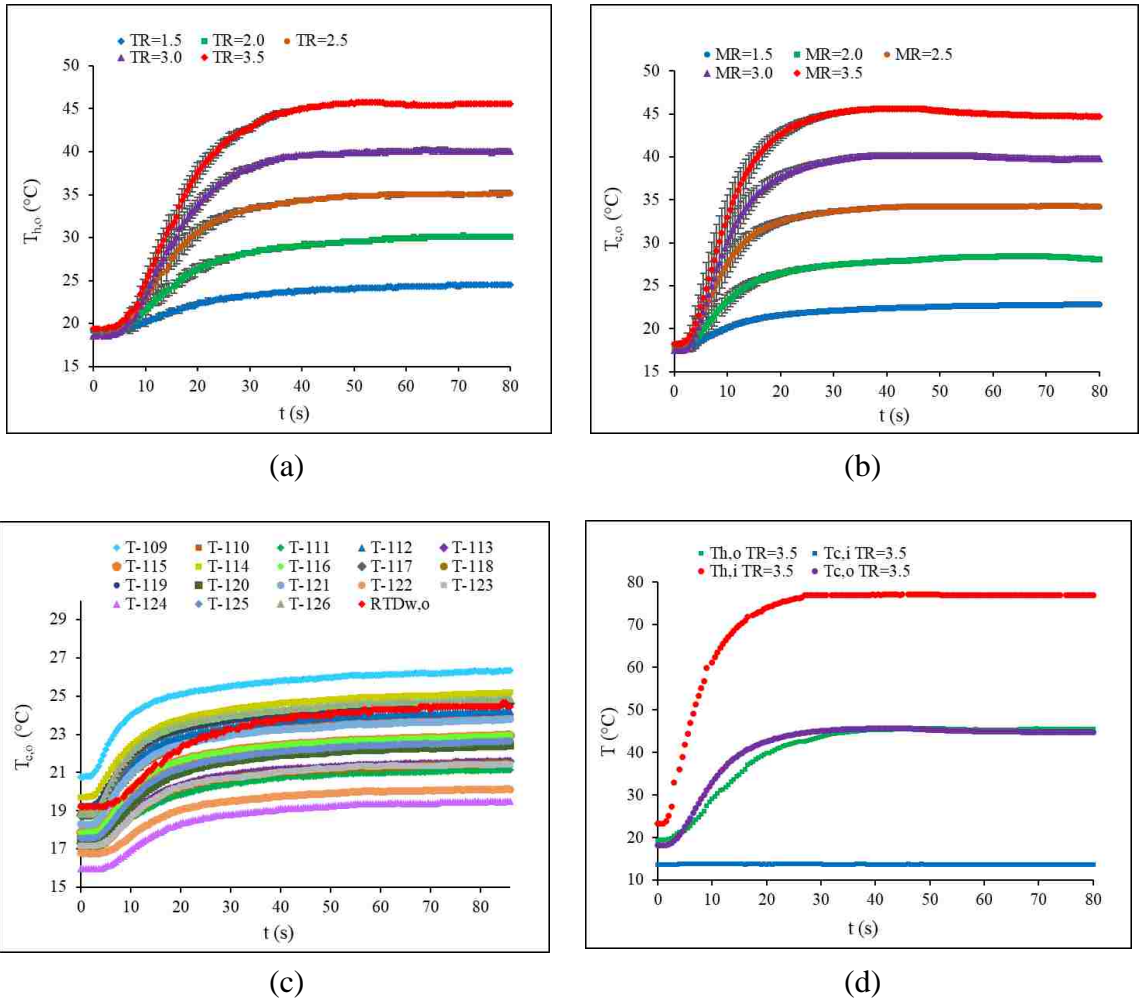 TR=1.5 TR=2.0 TR=2.5
TR=3.0 TR=3.5
50
45
40
35
30
25
20
15
T_h,o (°C)
0 10 20 30 40 50 60 70 80
t (s)
(a)
MR=1.5 MR=2.0 MR=2.5
MR=3.0 MR=3.5
50
45
40
35
30
25
20
15
T_c,o (°C)
0 10 20 30 40 50 60 70 80
t (s)
(b)
T-109 T-110 T-111 T-112 T-113
T-115 T-114 T-116 T-117 T-118
T-119 T-120 T-121 T-122 T-123
T-124 T-125 T-126 RTDw,o
29
27
25
23
21
19
17
15
T_c,o (°C)
0 10 20 30 40 50 60 70 80
t (s)
(c)
Th,o TR=3.5 Tc,i TR=3.5
Th,i TR=3.5 Tc,o TR=3.5
80
70
60
50
40
30
20
10
T (°C)
0 10 20 30 40 50 60 70 80
t (s)
(d)